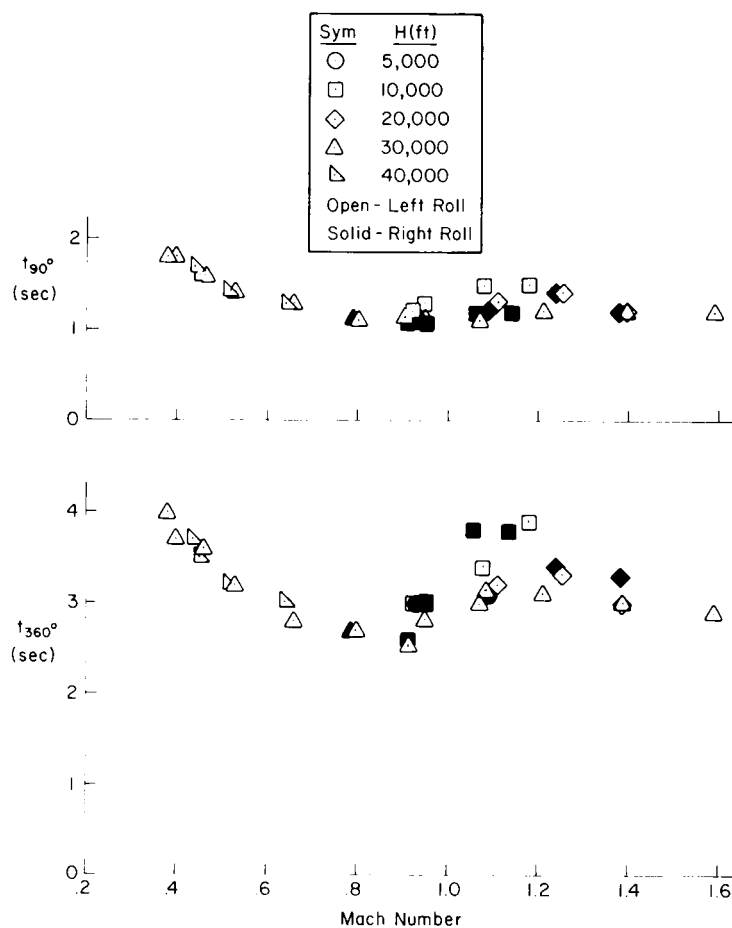 Sym H(ft)
5,000
10,000
20,000
30,000
40,000
Open - Left Roll
Solid - Right Roll
t90°
(sec)
2
1
0
t360°
(sec)
4
3
2
1
0
.2 .4 .6 .8 1.0 1.2 1.4 1.6
Mach Number